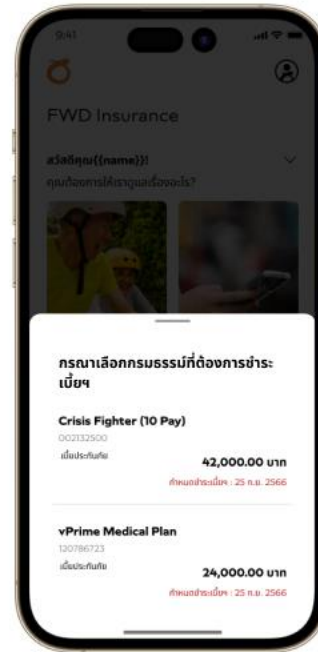 9:41
FWD Insurance
สวัสดีคุณ{{name}}!
คุณต้องการให้เราดูแลเรื่องอะไร?
กรุณาเลือกกรมธรรม์ที่ต้องการชำระ
เบี้ยฯ
Crisis Fighter (10 Pay)
002132500
เบี้ยประกันภัย
42,000.00 บาท
กำหนดชำระเบี้ยฯ : 25 ก.ย. 2566
vPrime Medical Plan
120786723
เบี้ยประกันภัย
24,000.00 บาท
กำหนดชำระเบี้ยฯ : 25 ก.ย. 2566